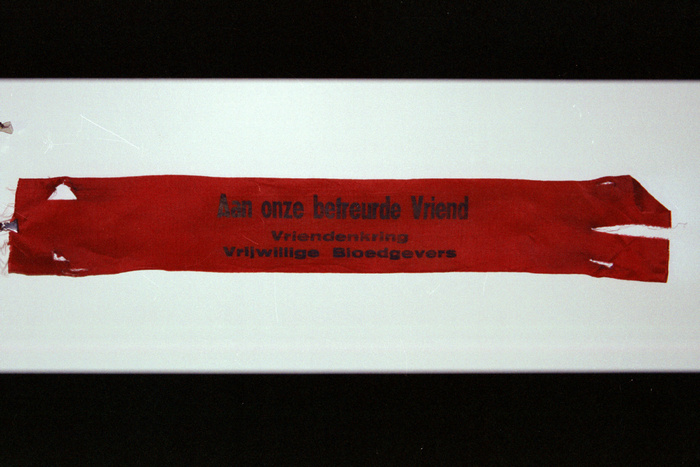 Aan onze betreurde Vriend
Vriendenkring
Vrijwillige Bloedgevers